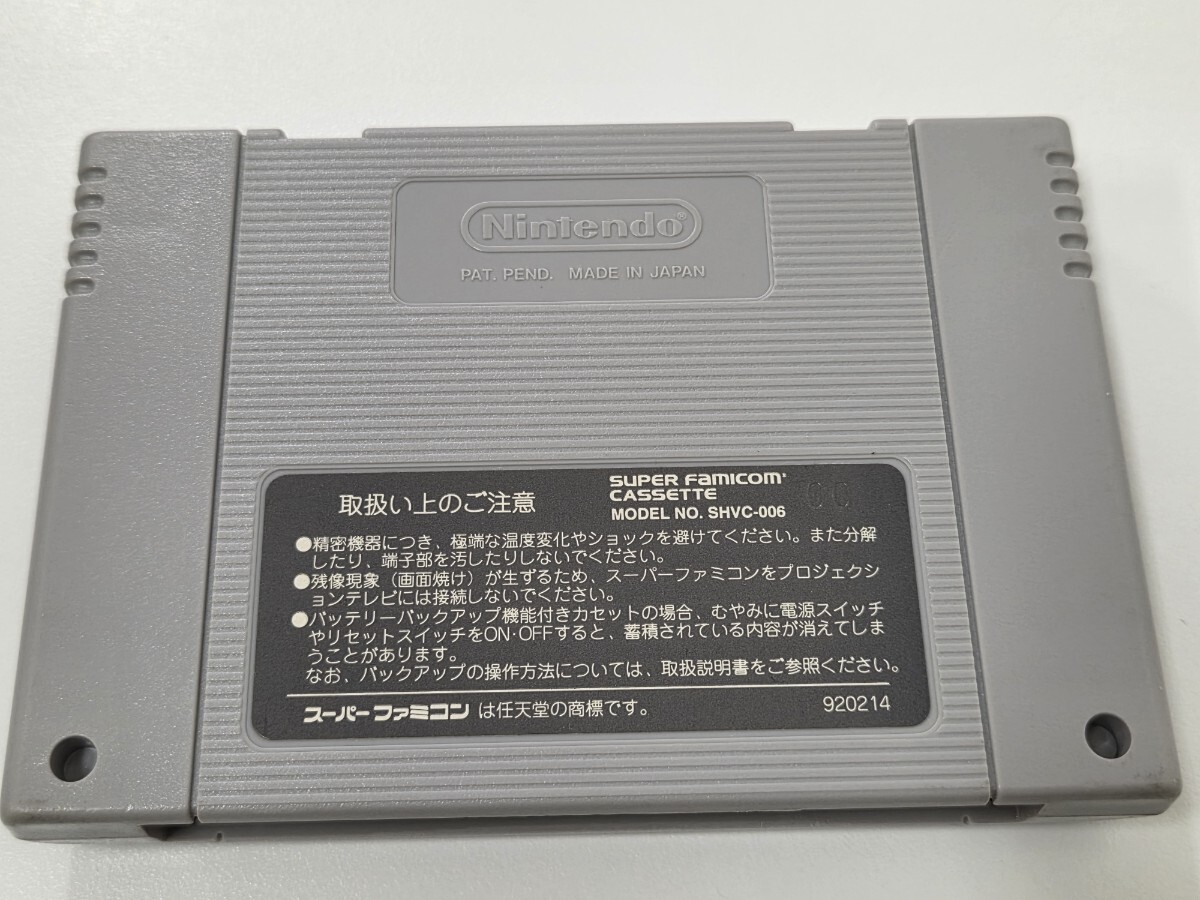 Nintendo®
PAT. PEND. MADE IN JAPAN
取扱い上のご注意
SUPER FAMICOM
CASSETTE
MODEL NO. SHVC-006
●精密機器につき、極端な温度変化やショックを避けてください。また分解
したり、端子部を汚したりしないでください。
●残像現象（画面焼け）が生ずるため、スーパーファミコンをプロジェクシ
ョンテレビには接続しないでください。
●バッテリーバックアップ機能付きカセットの場合、むやみに電源スイッチ
やリセットスイッチをON･OFFすると、蓄積されている内容が消えてしま
うことがあります。
なお、バックアップの操作方法については、取扱説明書をご参照ください。
スーパーファミコンは任天堂の商標です。 920214